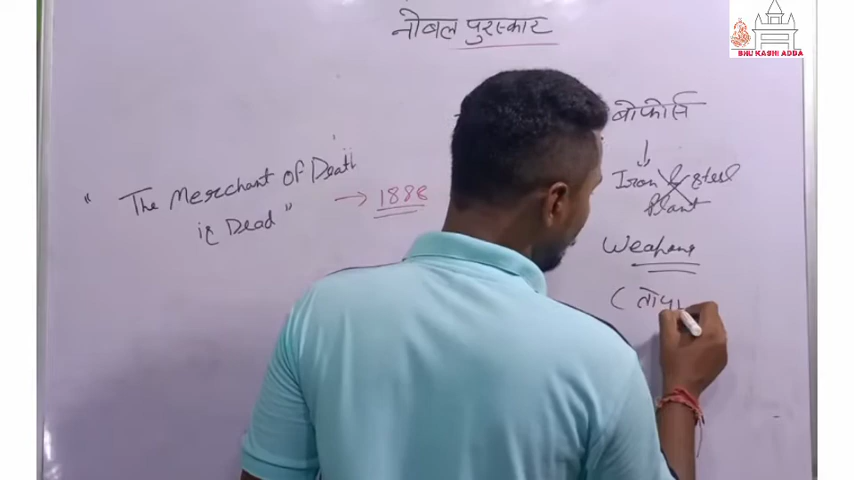 BHU KASHI ADDA
नोबल पुरस्कार
" The Merchant of Death
is Dead " → 1888
बोफोर्स
↓
Iron & steel
plant
Weapons
( तोप